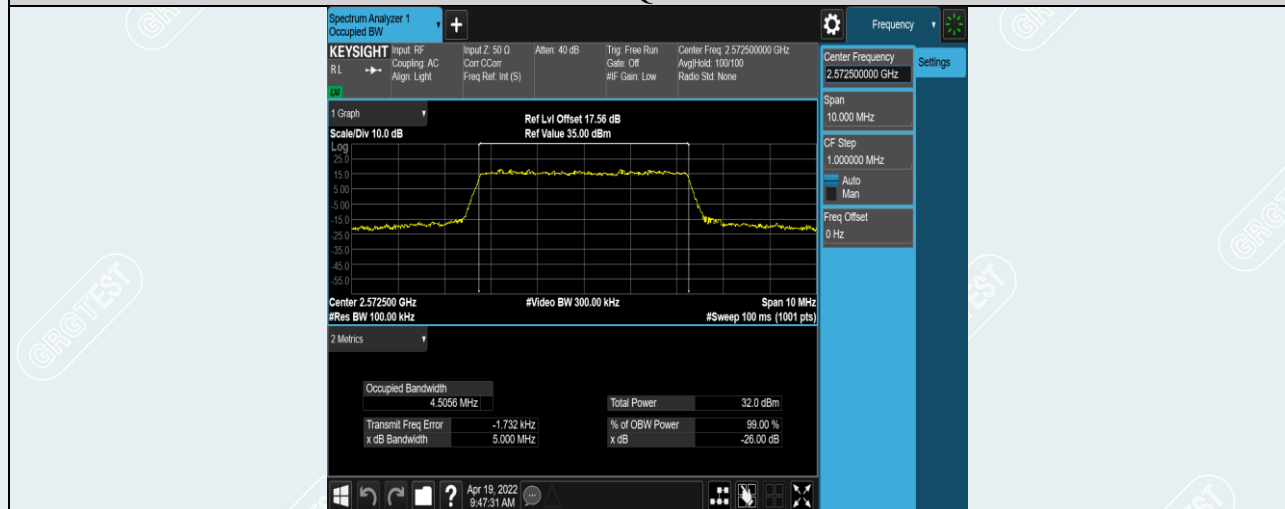 Spectrum Analyzer 1
Occupied BW
+
Frequency
KEYSIGHT
RL
LXI
Input: RF
Coupling: AC
Align: Light
Input Z: 50 Ω
Corr CCorr
Freq Ref: Int (S)
Atten: 40 dB
Trig: Free Run
Gate: Off
#IF Gain: Low
Center Freq: 2.572500000 GHz
Avg|Hold: 100/100
Radio Std: None
Center Frequency
2.572500000 GHz
Settings
Span
10.000 MHz
CF Step
1.000000 MHz
Auto
Man
Freq Offset
0 Hz
1 Graph
Scale/Div 10.0 dB
Ref Lvl Offset 17.56 dB
Ref Value 35.00 dBm
Log
25.0
15.0
5.00
-5.00
-15.0
-25.0
-35.0
-45.0
-55.0
Center 2.572500 GHz
#Video BW 300.00 kHz
Span 10 MHz
#Res BW 100.00 kHz
#Sweep 100 ms (1001 pts)
2 Metrics
Occupied Bandwidth
4.5056 MHz
Total Power 32.0 dBm
Transmit Freq Error -1.732 kHz
% of OBW Power 99.00 %
x dB Bandwidth 5.000 MHz
x dB -26.00 dB
?
Apr 19, 2022
9:47:31 AM
GRGTEST
GRGTEST